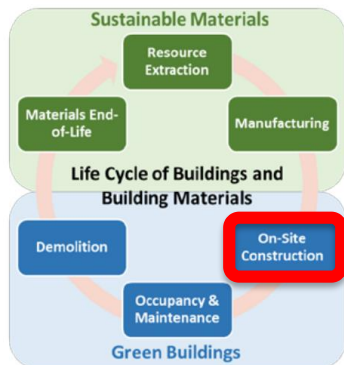 Sustainable Materials
Resource
Extraction
Materials End-
of-Life
Manufacturing
Life Cycle of Buildings and
Building Materials
Demolition
On-Site
Construction
Occupancy &
Maintenance
Green Buildings